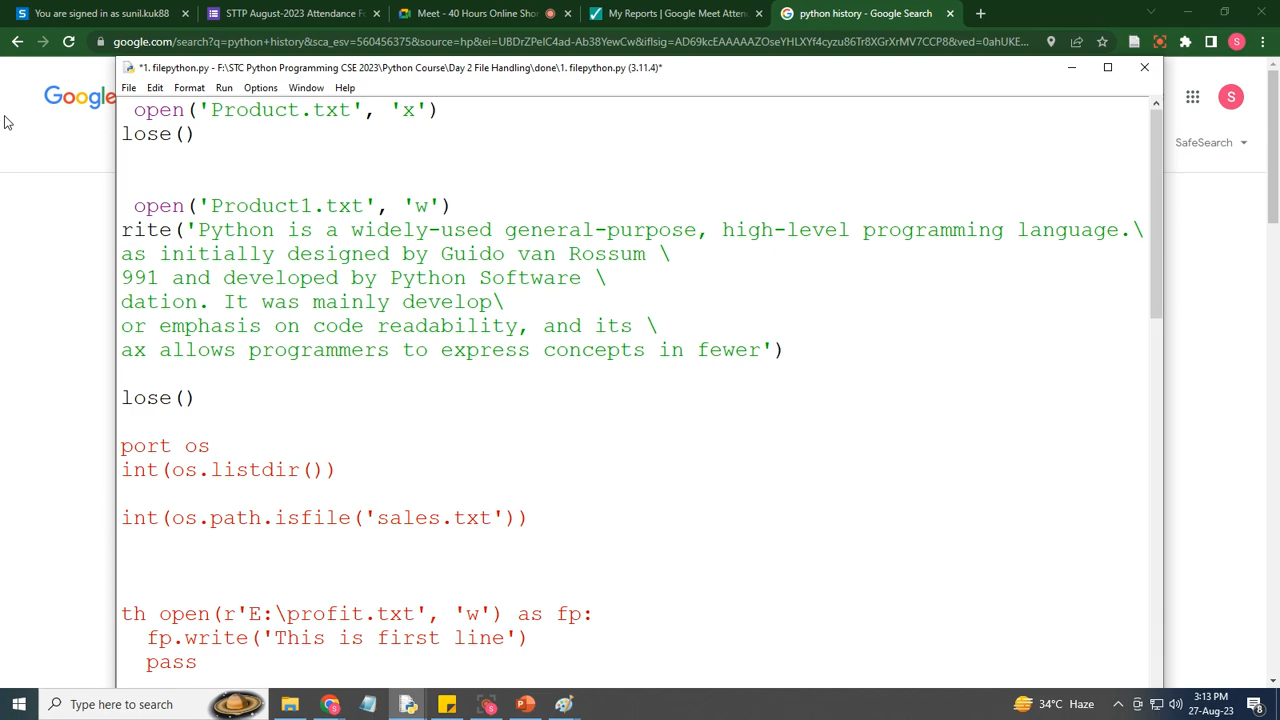 You are signed in as sunil.kuk88
STTP August-2023 Attendance F
Meet - 40 Hours Online Shor
My Reports | Google Meet Atten
python history - Google Search
google.com/search?q=python+history&sca_esv=560456375&source=hp&ei=UBDrZPeIC4ad-Ab38YewCw&iflsig=AD69kcEAAAAAZOseYHLXYf4cyzu86Tr8XGrXrMV7CCP8&ved=0ahUKE...
*1. filepython.py - F:\STC Python Programming CSE 2023\Python Course\Day 2 File Handling\done\1. filepython.py (3.11.4)*
File Edit Format Run Options Window Help
Google
S
SafeSearch
open('Product.txt', 'x')
lose()
open('Product1.txt', 'w')
rite('Python is a widely-used general-purpose, high-level programming language.\
as initially designed by Guido van Rossum \
991 and developed by Python Software \
dation. It was mainly develop\
or emphasis on code readability, and its \
ax allows programmers to express concepts in fewer')
lose()
port os
int(os.listdir())
int(os.path.isfile('sales.txt'))
th open(r'E:\profit.txt', 'w') as fp:
fp.write('This is first line')
pass
Type here to search
34°C Haze
3:13 PM
27-Aug-23
8